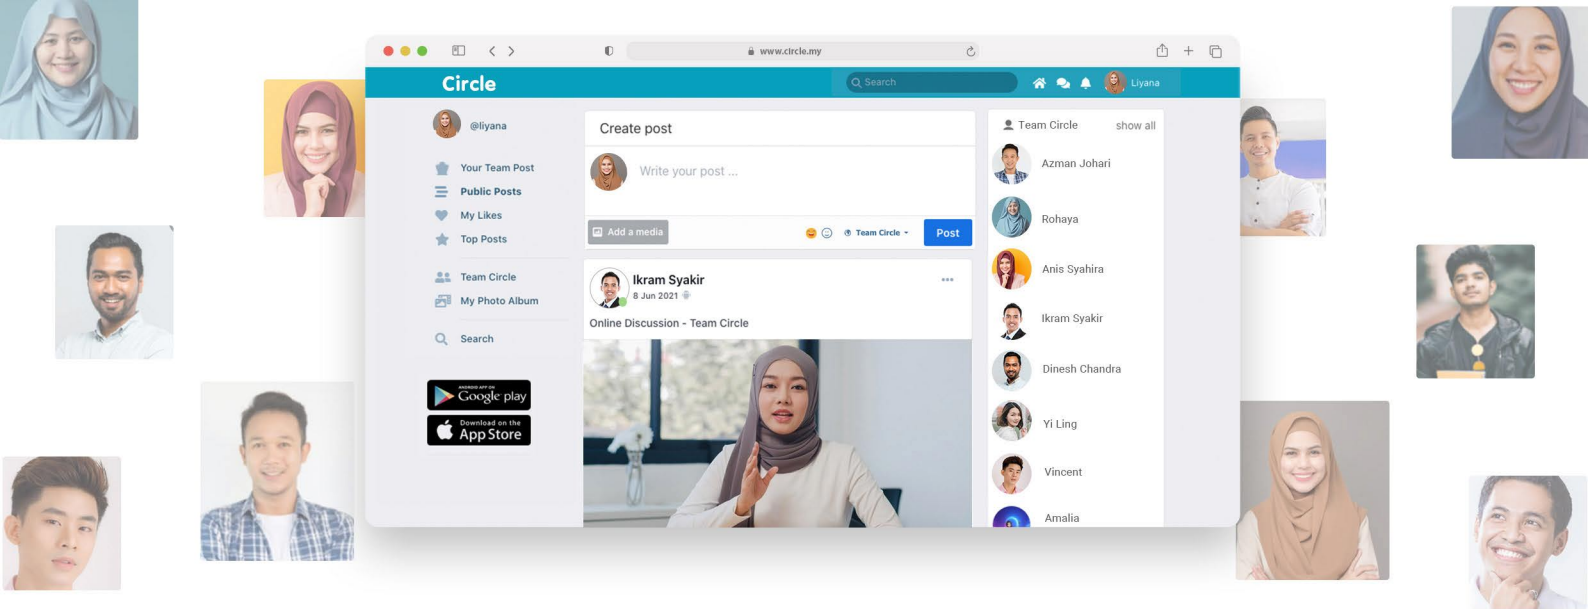 www.circle.my
Circle
Search
Liyana
@liyana
Your Team Post
Public Posts
My Likes
Top Posts
Team Circle
My Photo Album
Search
ANDROID APP ON
Google play
Download on the
App Store
Create post
Write your post ...
Add a media
Team Circle
Post
Ikram Syakir
8 Jun 2021
Online Discussion - Team Circle
Team Circle show all
Azman Johari
Rohaya
Anis Syahira
Ikram Syakir
Dinesh Chandra
Yi Ling
Vincent
Amalia